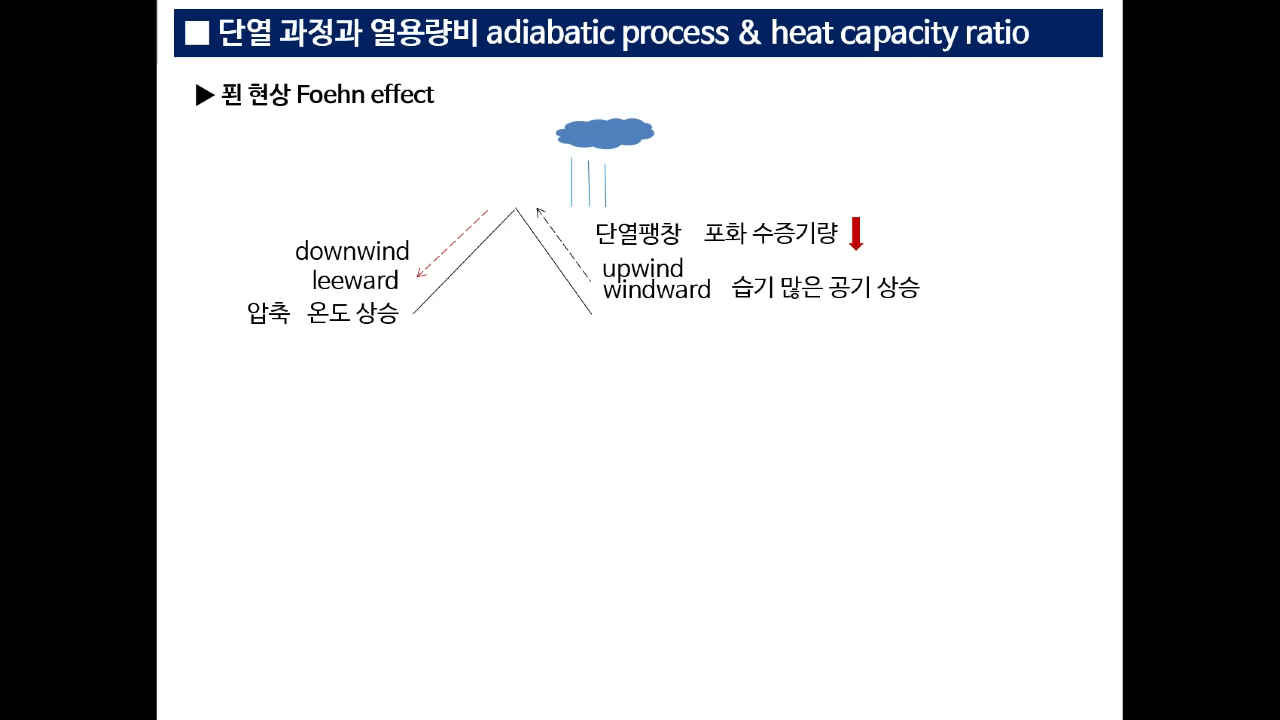 ■ 단열 과정과 열용량비 adiabatic process & heat capacity ratio
▶ 푄 현상 Foehn effect
단열팽창 포화 수증기량
downwind
leeward
압축 온도 상승
upwind
windward 습기 많은 공기 상승